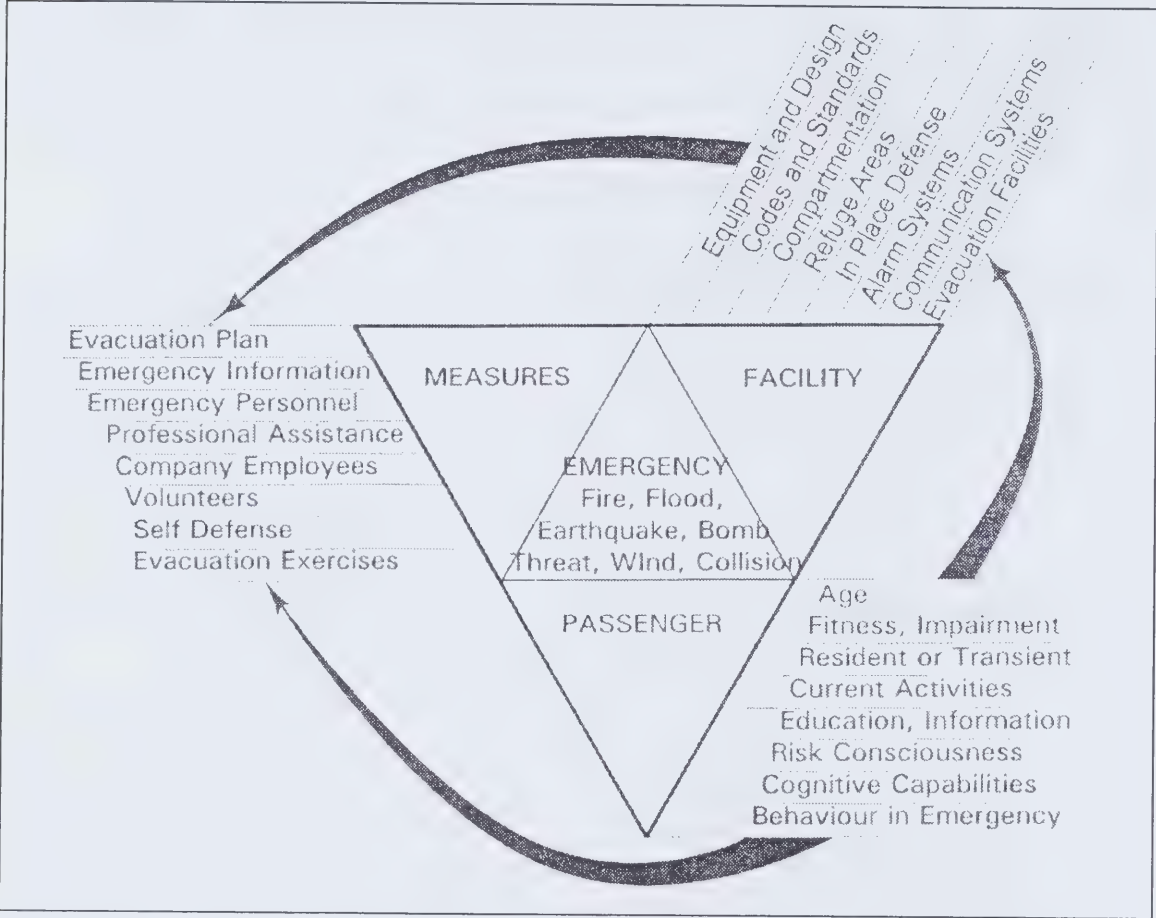 Equipment and Design
Codes and Standards
Compartmentation
Refuge Areas
In Place Defense
Alarm Systems
Communication Systems
Evacuation Facilities
Evacuation Plan
Emergency Information
Emergency Personnel
Professional Assistance
Company Employees
Volunteers
Self Defense
Evacuation Exercises
MEASURES
FACILITY
EMERGENCY
Fire, Flood,
Earthquake, Bomb
Threat, WInd, Collision
PASSENGER
Age
Fitness, Impairment
Resident or Transient
Current Activities
Education, Information
Risk Consciousness
Cognitive Capabilities
Behaviour in Emergency